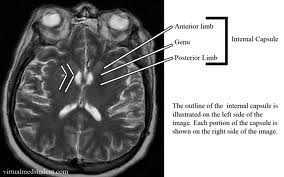 Anterior limb
Genu
Internal Capsule
Posterior Limb
The outline of the internal capsule is
illustrated on the left side of the
image. Each portion of the capsule is
shown on the right side of the image.
virtualmedstudent.com